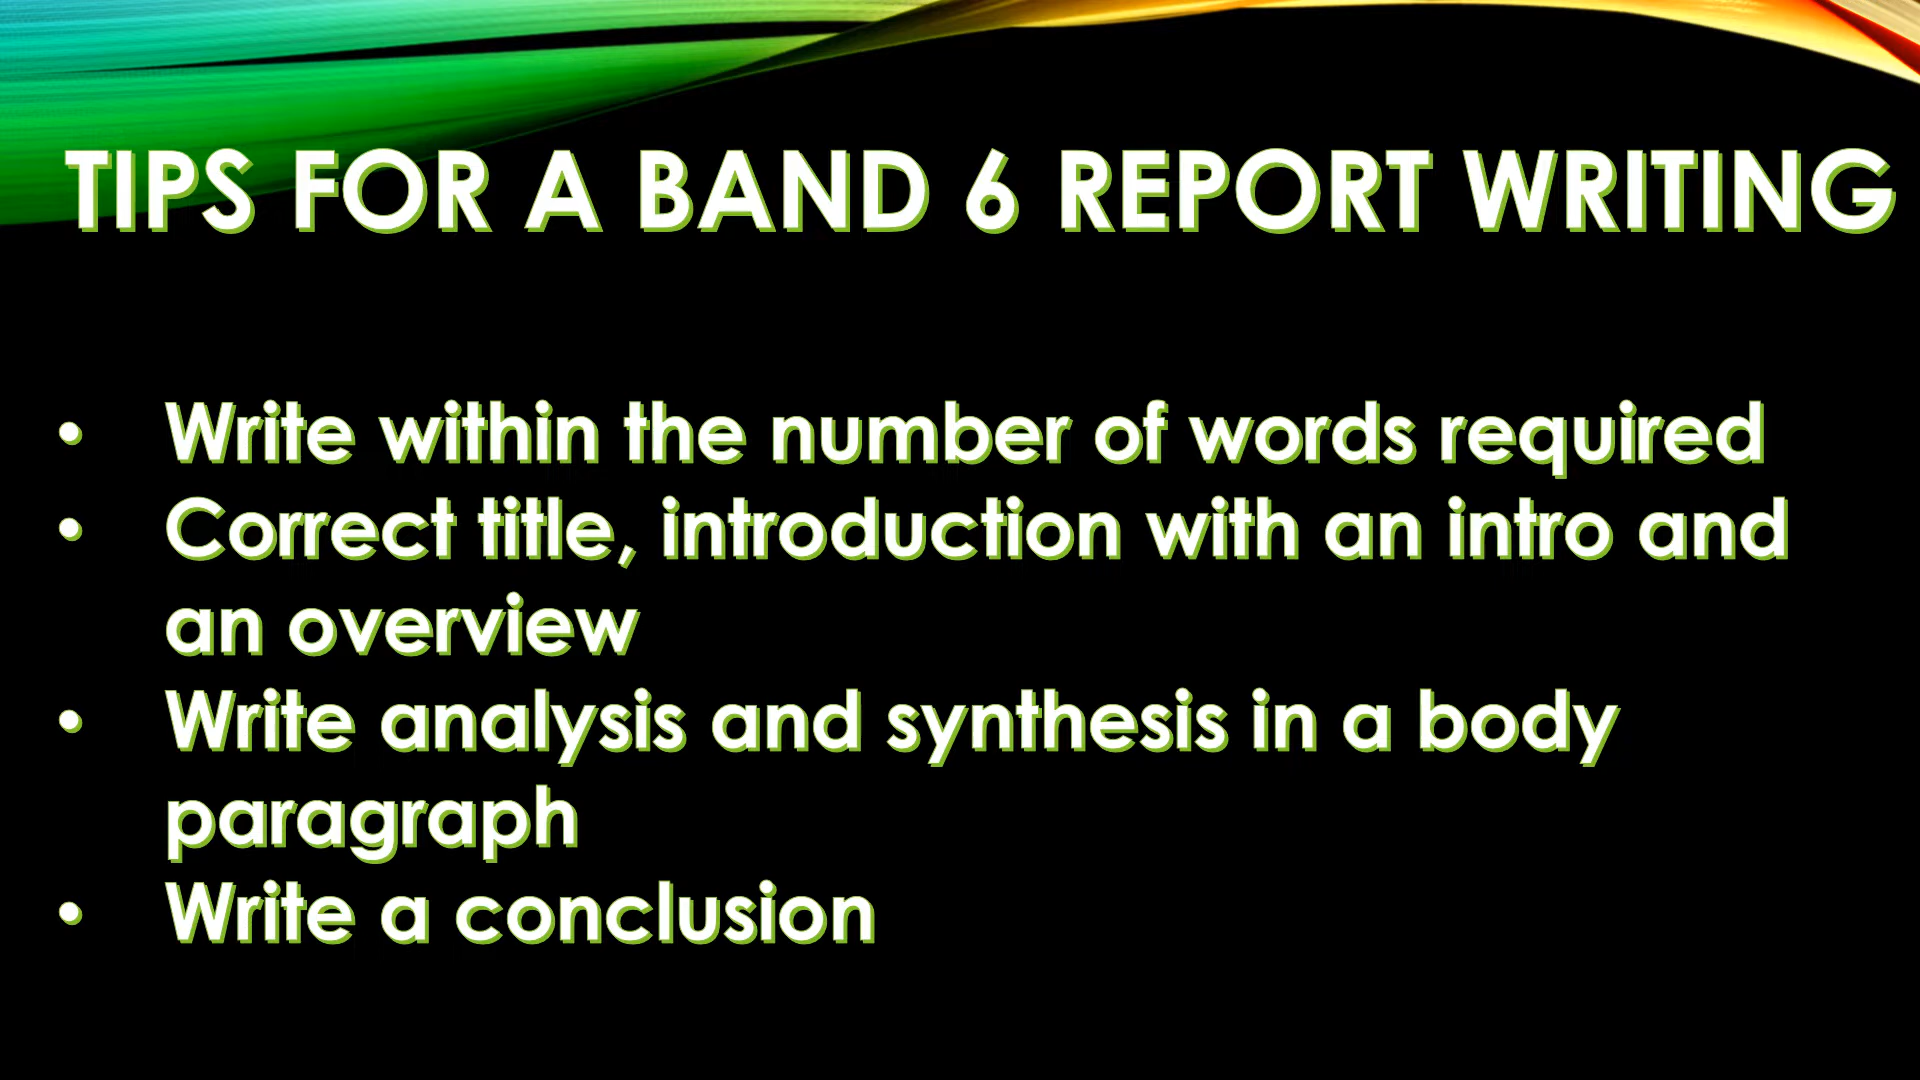 TIPS FOR A BAND 6 REPORT WRITING
• Write within the number of words required
• Correct title, introduction with an intro and
an overview
• Write analysis and synthesis in a body
paragraph
• Write a conclusion